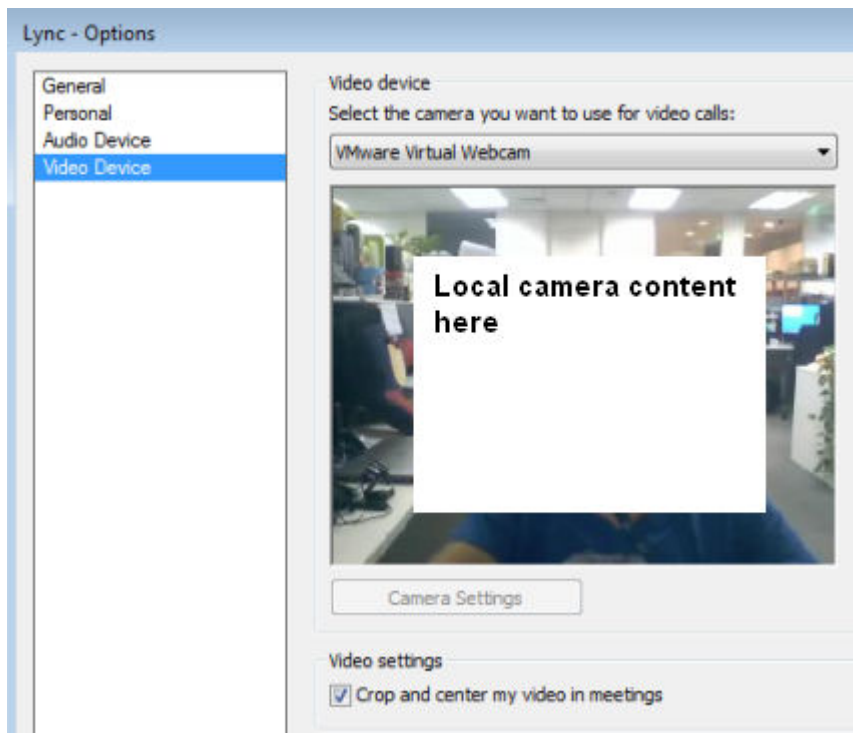 Lync - Options
General
Personal
Audio Device
Video Device
Video device
Select the camera you want to use for video calls:
VMware Virtual Webcam
Local camera content
here
Camera Settings
Video settings
Crop and center my video in meetings